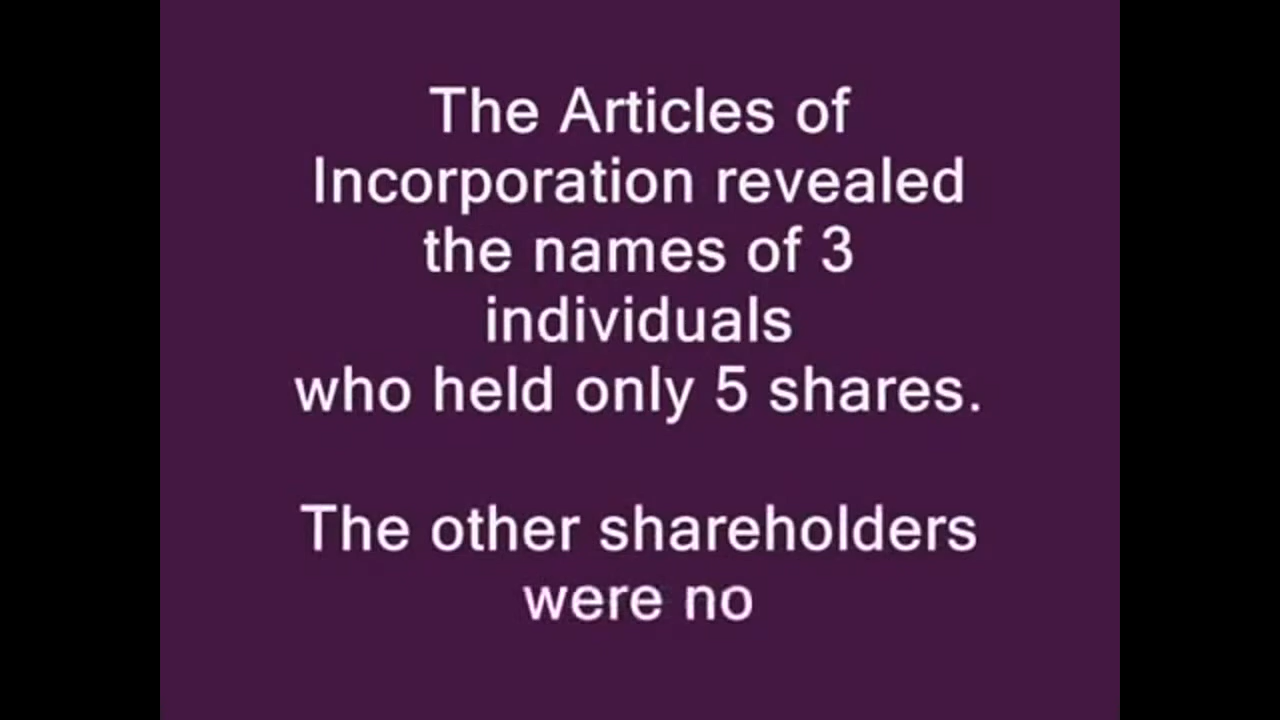 The Articles of
Incorporation revealed
the names of 3
individuals
who held only 5 shares.
The other shareholders
were no